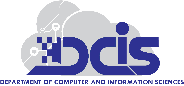 DCIS
DEPARTMENT OF COMPUTER AND INFORMATION SCIENCES